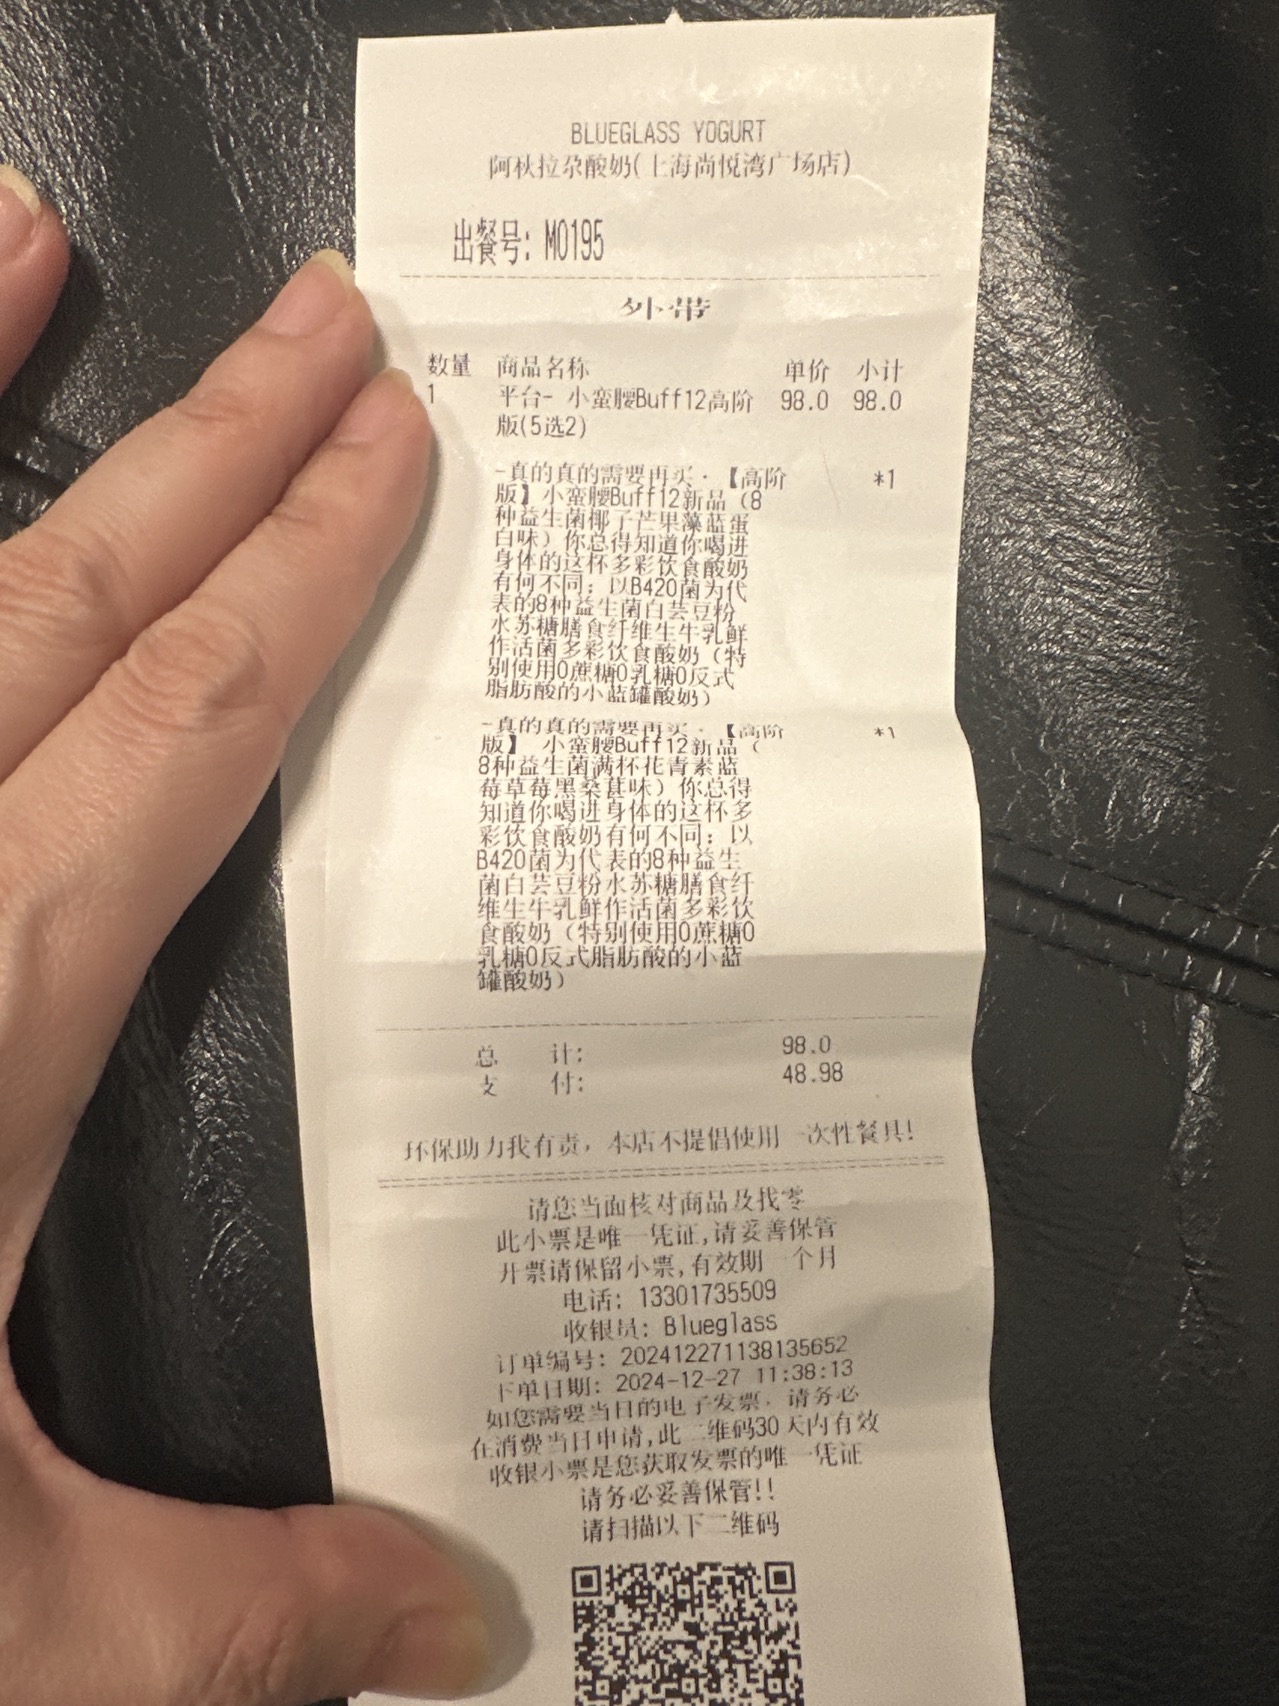 BLUEGLASS YOGURT
阿秋拉尕酸奶(上海尚悦湾广场店)
出餐号: M0195
外带
数量 商品名称 单价 小计
1 平台- 小蛮腰Buff12高阶 98.0 98.0
版(5选2)
-真的真的需要再买·【高阶 *1
版】小蛮腰Buff12新品（8
种益生菌椰子芒果藻蓝蛋
白味）你总得知道你喝进
身体的这杯多彩饮食酸奶
有何不同；以B420菌为代
表的8种益生菌白芸豆粉
水苏糖膳食纤维生牛乳鲜
作活菌多彩饮食酸奶（特
别使用0蔗糖0乳糖0反式
脂肪酸的小蓝罐酸奶）
-真的真的需要再买·【高阶 *1
版】 小蛮腰Buff12新品（
8种益生菌满杯花青素蓝
莓草莓黑桑葚味）你总得
知道你喝进身体的这杯多
彩饮食酸奶有何不同；以
B420菌为代表的8种益生
菌白芸豆粉水苏糖膳食纤
维生牛乳鲜作活菌多彩饮
食酸奶（特别使用0蔗糖0
乳糖0反式脂肪酸的小蓝
罐酸奶）
总 计: 98.0
支 付: 48.98
环保助力我有责，本店不提倡使用一次性餐具!
请您当面核对商品及找零
此小票是唯一凭证,请妥善保管
开票请保留小票,有效期一个月
电话: 13301735509
收银员: Blueglass
订单编号: 202412271138135652
下单日期: 2024-12-27 11:38:13
如您需要当日的电子发票，请务必
在消费当日申请,此二维码30天内有效
收银小票是您获取发票的唯一凭证
请务必妥善保管!!
请扫描以下二维码